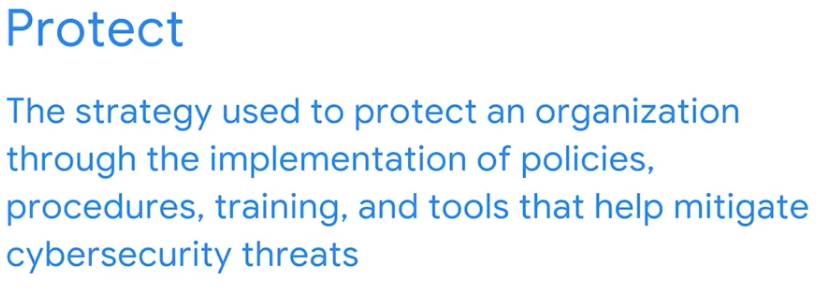 Protect
The strategy used to protect an organization
through the implementation of policies,
procedures, training, and tools that help mitigate
cybersecurity threats